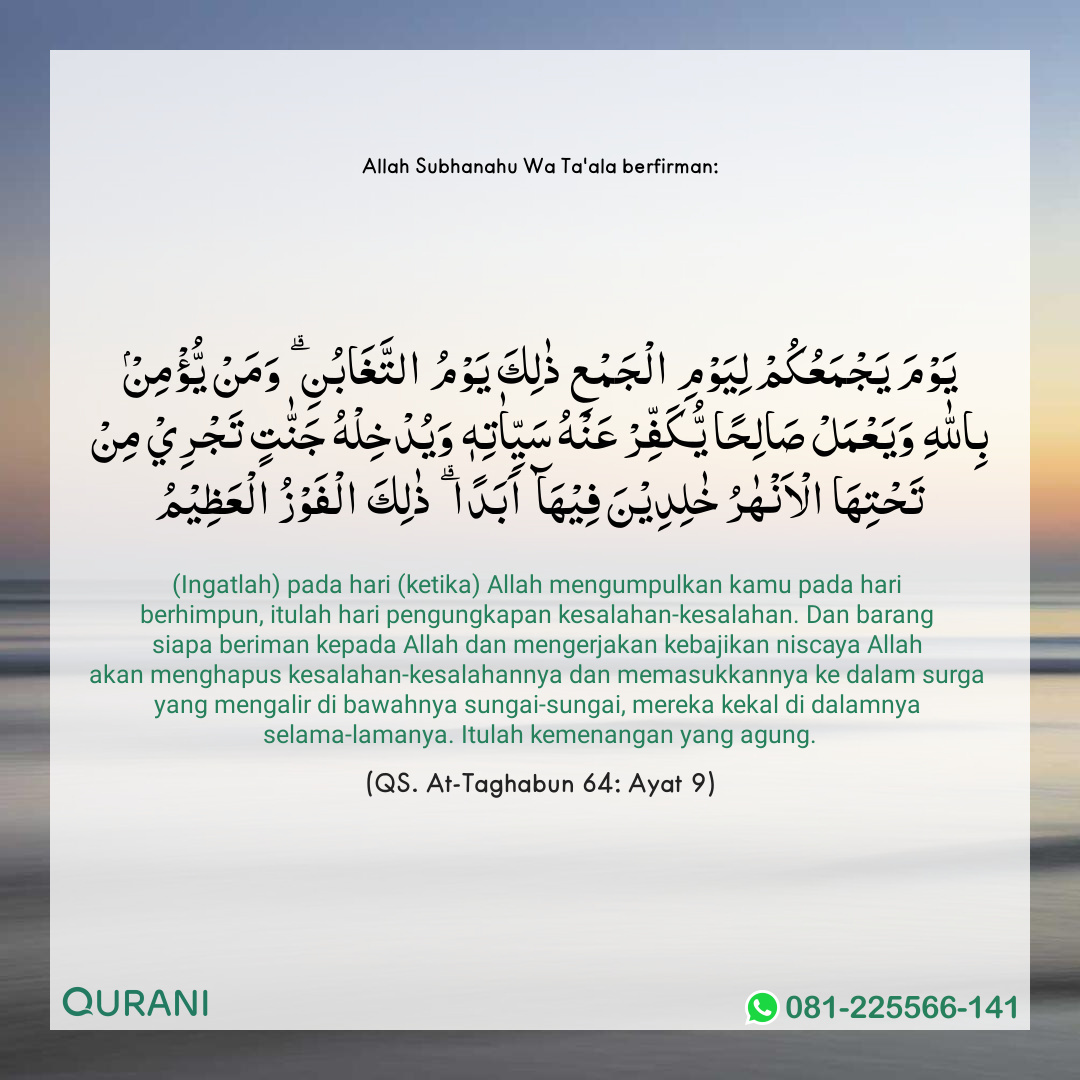 Allah Subhanahu Wa Ta'ala berfirman:
يَوْمَ يَجْمَعُكُمْ لِيَوْمِ الْجَمْعِ ذٰلِكَ يَوْمُ التَّغَابُنِ ۗ وَمَنْ يُّؤْمِنْۢ
بِاللّٰهِ وَيَعْمَلْ صَالِحًا يُّكَفِّرْ عَنْهُ سَيِّاٰتِهٖ وَيُدْخِلْهُ جَنّٰتٍ تَجْرِيْ مِنْ
تَحْتِهَا الْاَنْهٰرُ خٰلِدِيْنَ فِيْهَآ اَبَدًا ۗ ذٰلِكَ الْفَوْزُ الْعَظِيْمُ
(Ingatlah) pada hari (ketika) Allah mengumpulkan kamu pada hari
berhimpun, itulah hari pengungkapan kesalahan-kesalahan. Dan barang
siapa beriman kepada Allah dan mengerjakan kebajikan niscaya Allah
akan menghapus kesalahan-kesalahannya dan memasukkannya ke dalam surga
yang mengalir di bawahnya sungai-sungai, mereka kekal di dalamnya
selama-lamanya. Itulah kemenangan yang agung.
(QS. At-Taghabun 64: Ayat 9)
QURANI
081-225566-141